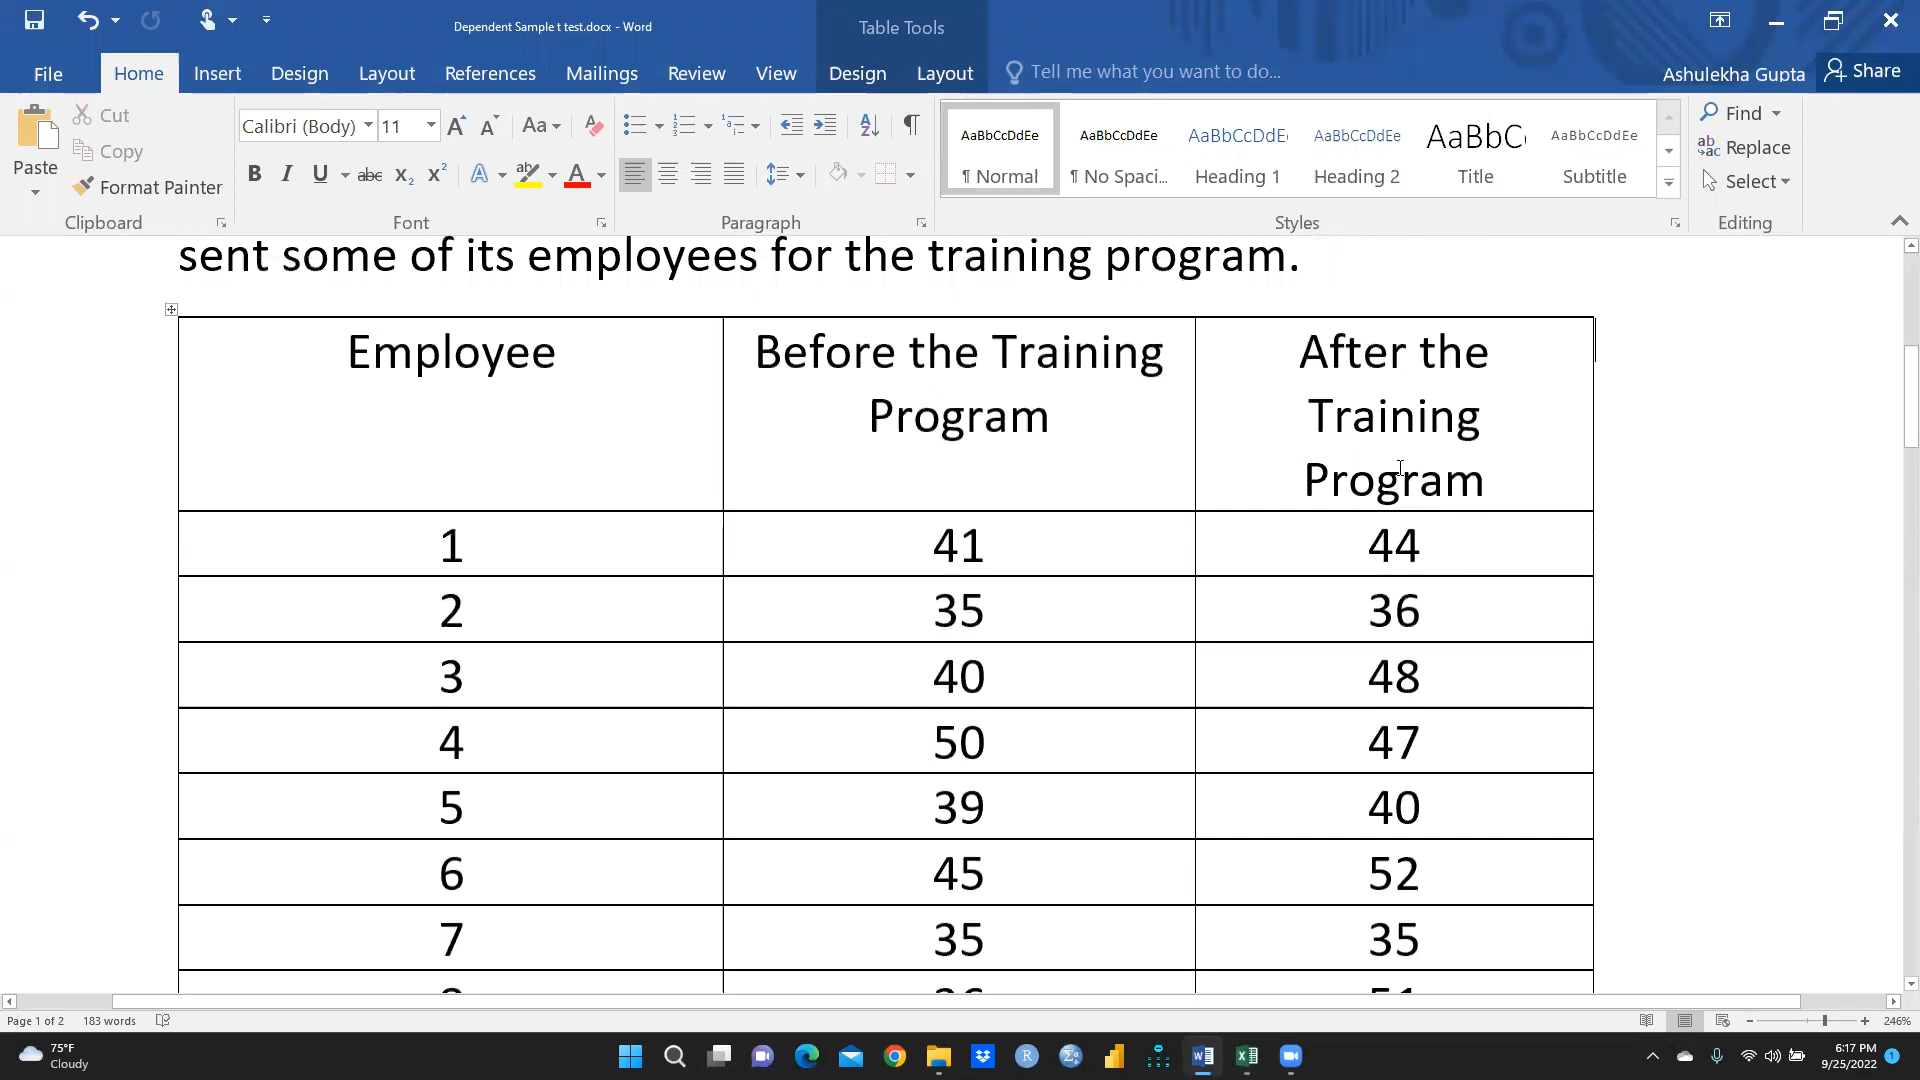 Dependent Sample t test.docx - Word
Table Tools
File Home Insert Design Layout References Mailings Review View Design Layout Tell me what you want to do... Ashulekha Gupta Share
Paste
Cut
Copy
Format Painter
Clipboard
Calibri (Body) 11 Aa
B I U abc X2 X2 A ab A
Font
Paragraph
AaBbCcDdEe AaBbCcDdEe AaBbCcDdE AaBbCcDdEe AaBbC AaBbCcDdEe
¶ Normal ¶ No Spaci... Heading 1 Heading 2 Title Subtitle
Styles
Find
Replace
Select
Editing
sent some of its employees for the training program.
Employee Before the Training Program After the Training Program
1 41 44
2 35 36
3 40 48
4 50 47
5 39 40
6 45 52
7 35 35
Page 1 of 2 183 words 246%
75°F
Cloudy
6:17 PM
9/25/2022